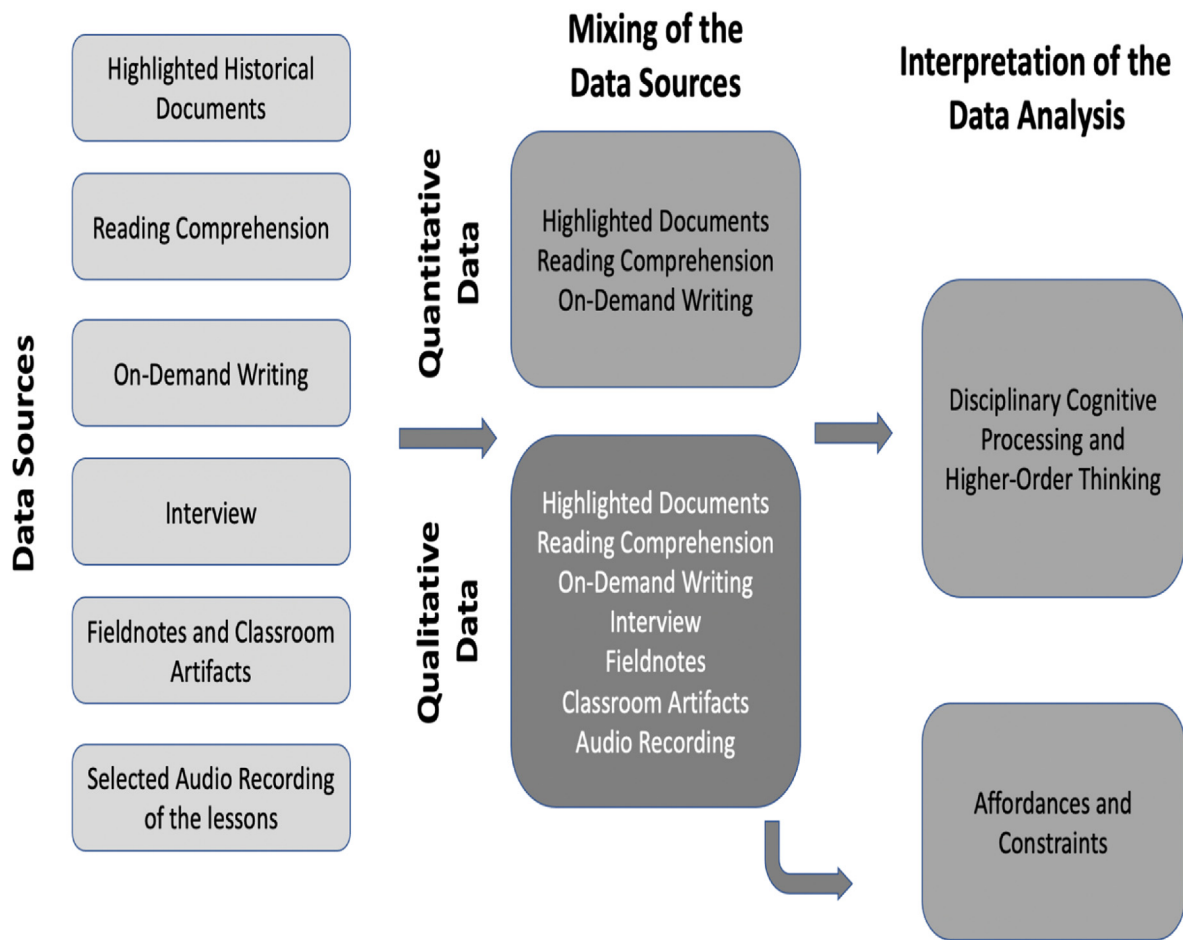 Data Sources
Highlighted Historical
Documents
Reading Comprehension
On-Demand Writing
Interview
Fieldnotes and Classroom
Artifacts
Selected Audio Recording
of the lessons
Mixing of the
Data Sources
Quantitative
Data
Highlighted Documents
Reading Comprehension
On-Demand Writing
Qualitative
Data
Highlighted Documents
Reading Comprehension
On-Demand Writing
Interview
Fieldnotes
Classroom Artifacts
Audio Recording
Interpretation of the
Data Analysis
Disciplinary Cognitive
Processing and
Higher-Order Thinking
Affordances and
Constraints